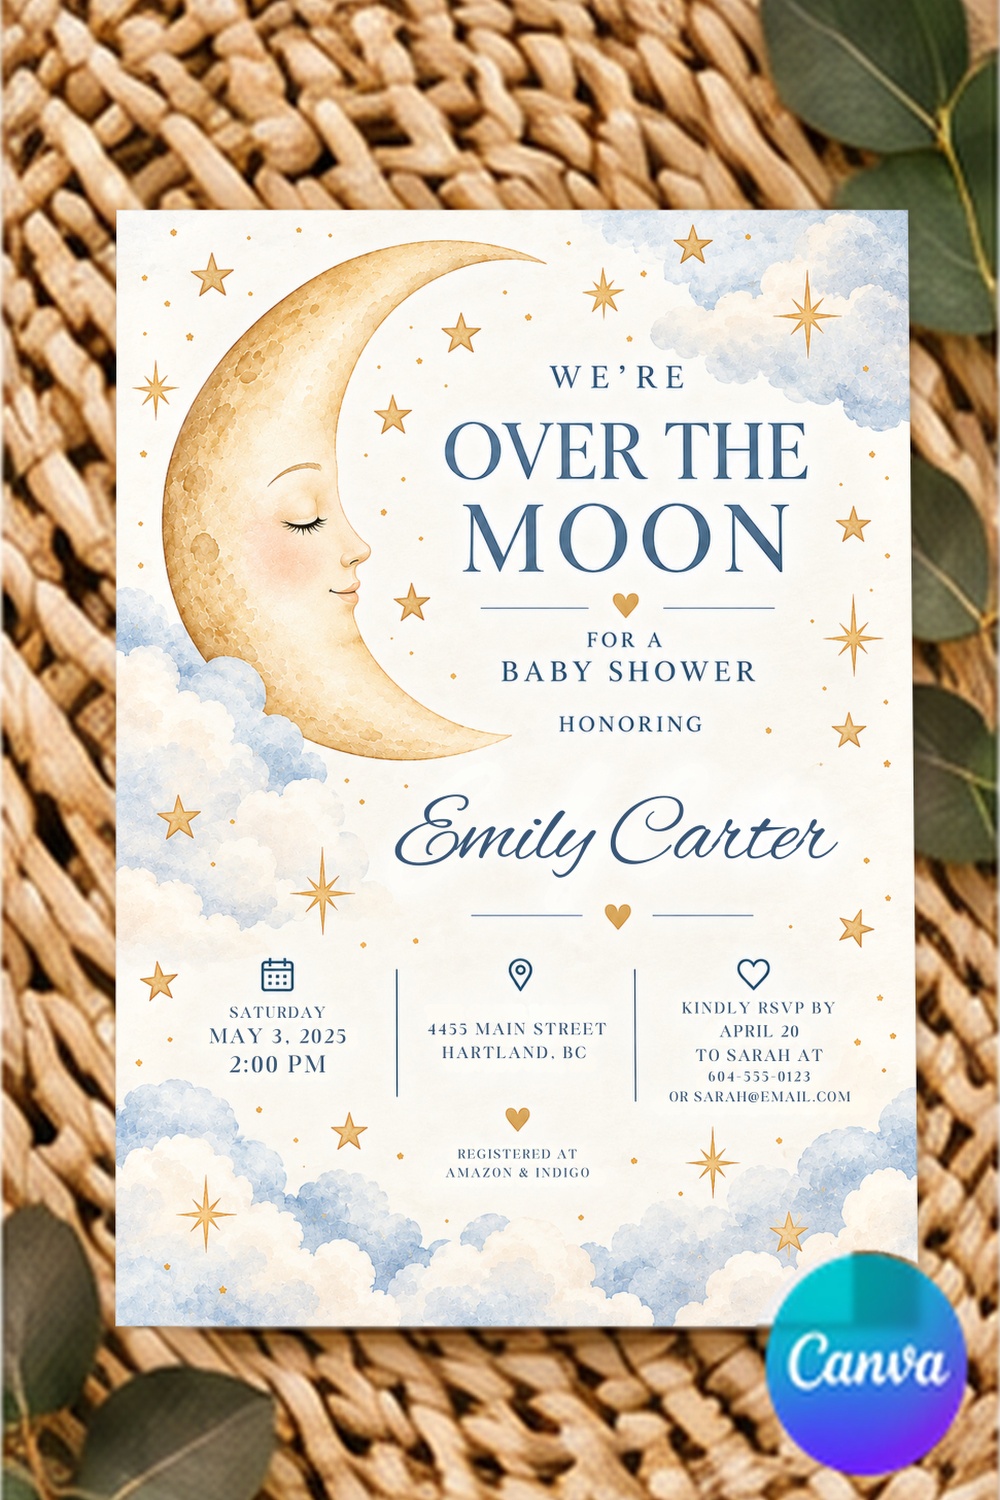 WE'RE
OVER THE
MOON
FOR A
BABY SHOWER
HONORING
Emily Carter
SATURDAY
MAY 3, 2025
2:00 PM
4455 MAIN STREET
HARTLAND, BC
KINDLY RSVP BY
APRIL 20
TO SARAH AT
604-555-0123
OR SARAH@EMAIL.COM
REGISTERED AT
AMAZON & INDIGO
Canva